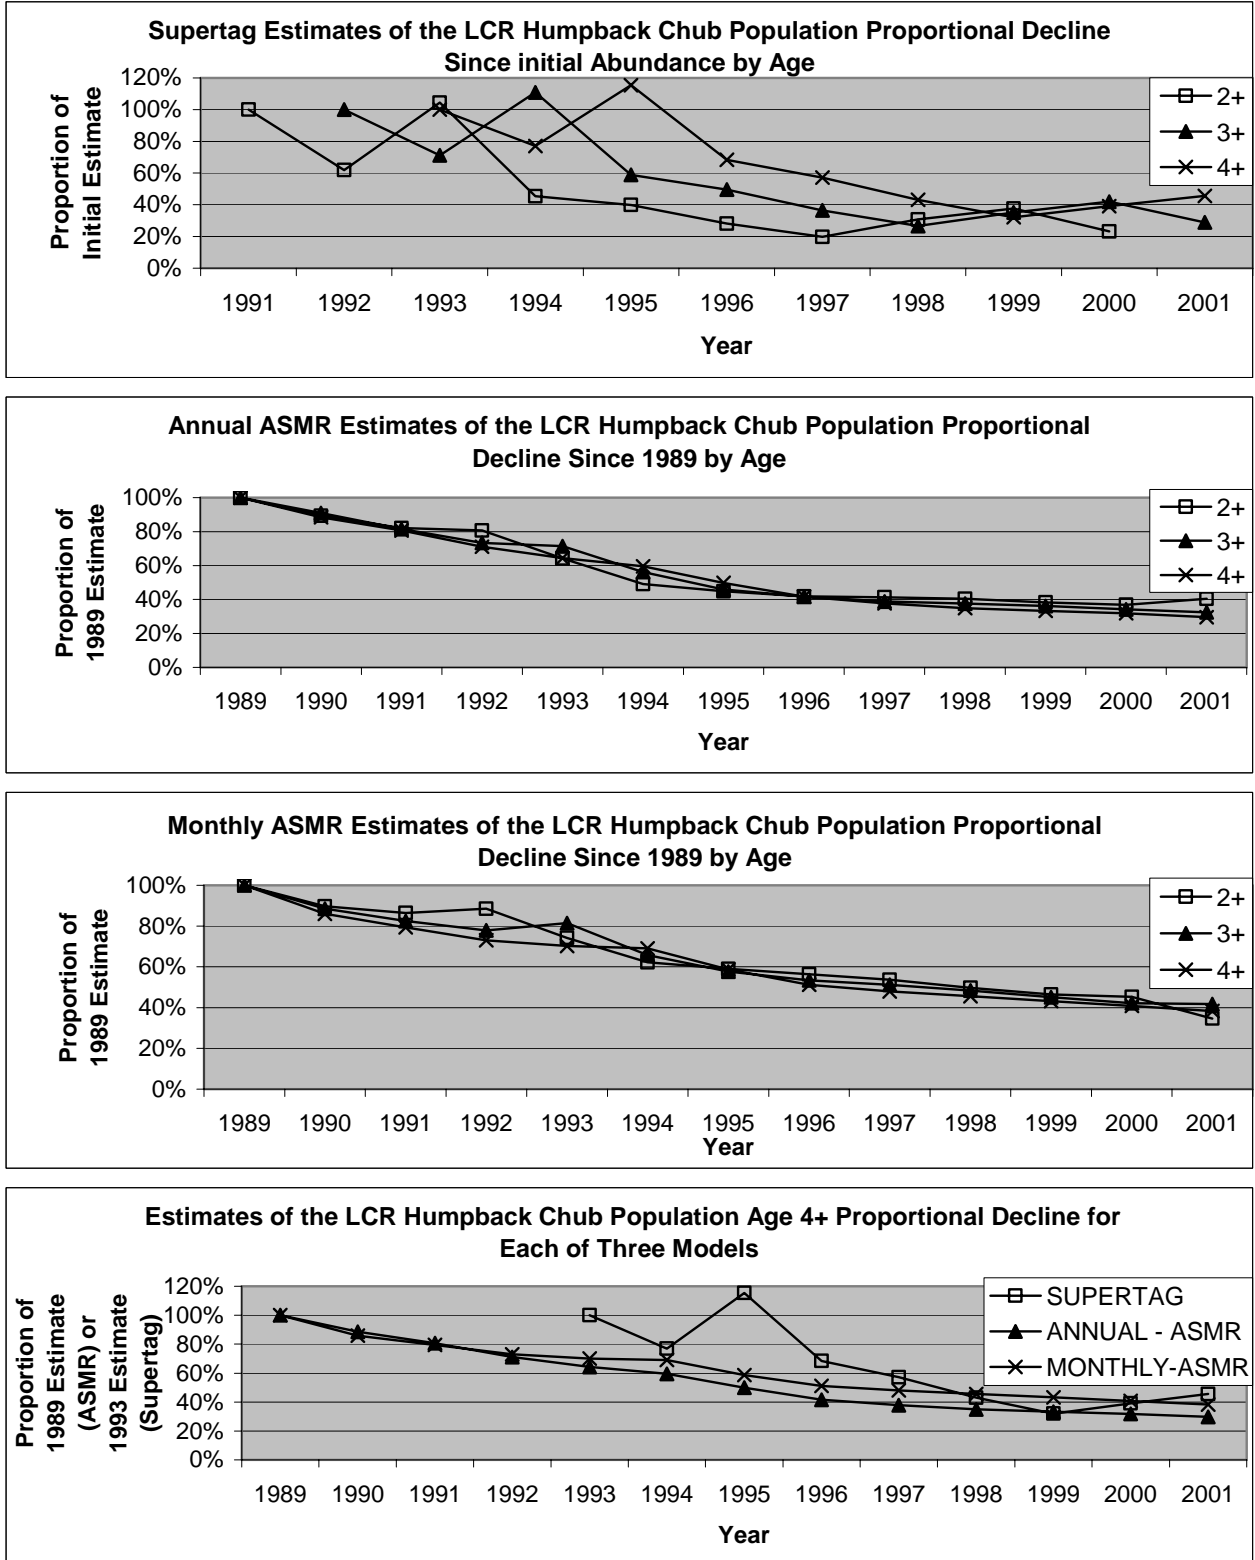 Supertag Estimates of the LCR Humpback Chub Population Proportional Decline
Since initial Abundance by Age
Proportion of
Initial Estimate
120%
100%
80%
60%
40%
20%
0%
2+
3+
4+
1991 1992 1993 1994 1995 1996 1997 1998 1999 2000 2001
Year
Annual ASMR Estimates of the LCR Humpback Chub Population Proportional
Decline Since 1989 by Age
Proportion of
1989 Estimate
100%
80%
60%
40%
20%
0%
2+
3+
4+
1989 1990 1991 1992 1993 1994 1995 1996 1997 1998 1999 2000 2001
Year
Monthly ASMR Estimates of the LCR Humpback Chub Population Proportional
Decline Since 1989 by Age
Proportion of
1989 Estimate
100%
80%
60%
40%
20%
0%
2+
3+
4+
1989 1990 1991 1992 1993 1994 1995 1996 1997 1998 1999 2000 2001
Year
Estimates of the LCR Humpback Chub Population Age 4+ Proportional Decline for
Each of Three Models
Proportion of
1989 Estimate
(ASMR) or
1993 Estimate
(Supertag)
120%
100%
80%
60%
40%
20%
0%
SUPERTAG
ANNUAL - ASMR
MONTHLY-ASMR
1989 1990 1991 1992 1993 1994 1995 1996 1997 1998 1999 2000 2001
Year